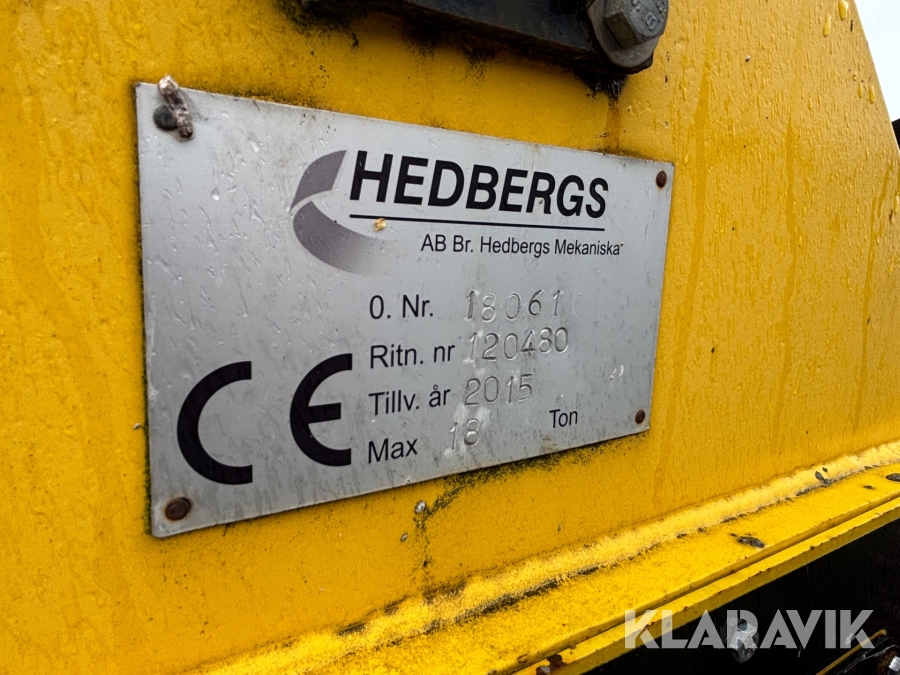 HEDBERGS
AB Br. Hedbergs Mekaniska
0. Nr. 18061
Ritn. nr 120480
Tillv. år 2015
Max 18 Ton
CE
KLARAVIK